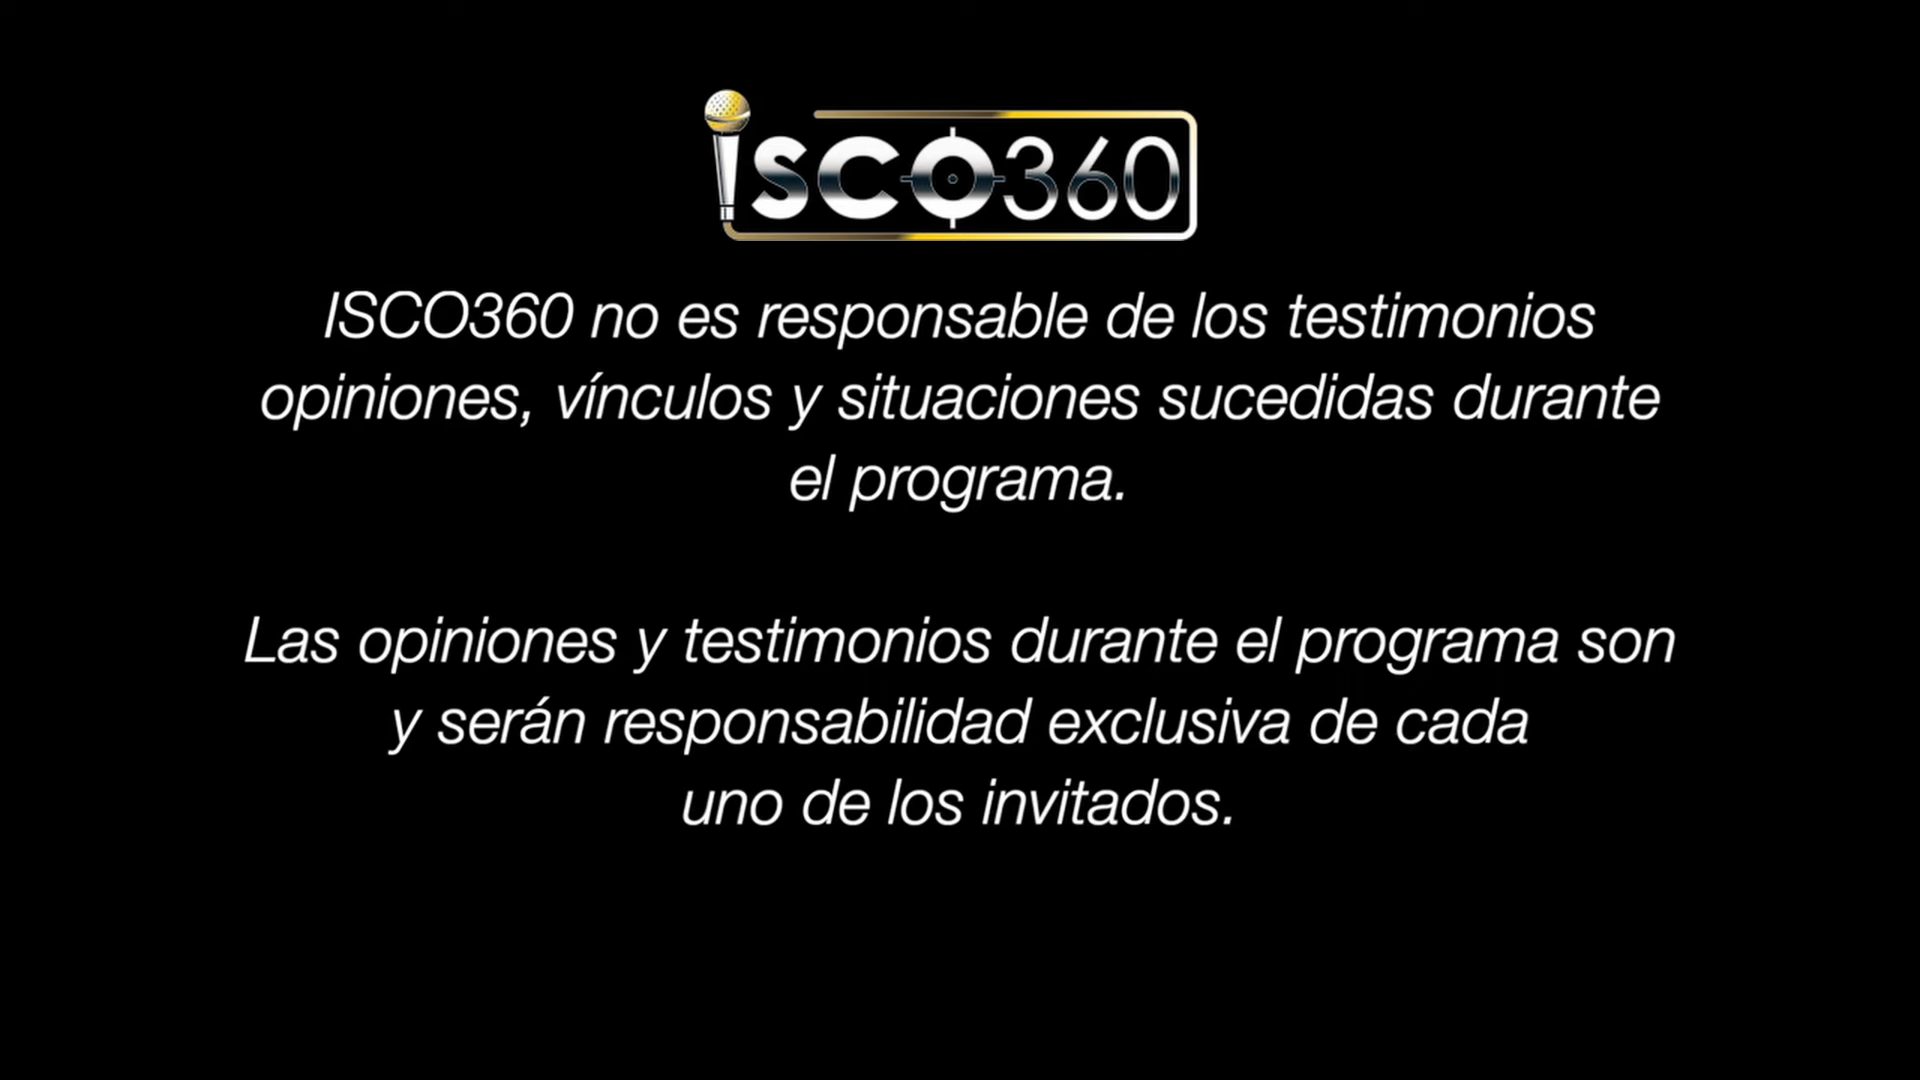 ISCO360
ISCO360 no es responsable de los testimonios
opiniones, vínculos y situaciones sucedidas durante
el programa.
Las opiniones y testimonios durante el programa son
y serán responsabilidad exclusiva de cada
uno de los invitados.